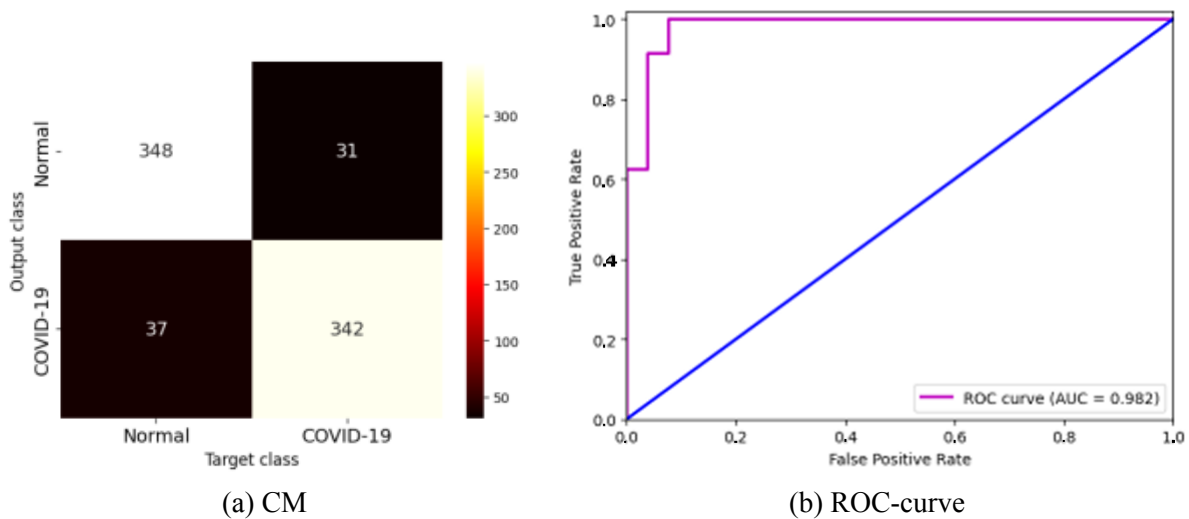 Output class
Normal
COVID-19
348
31
37
342
Normal
COVID-19
Target class
300
250
200
150
100
50
(a) CM
True Positive Rate
1.0
0.8
0.6
0.4
0.2
0.0
ROC curve (AUC = 0.982)
0.0
0.2
0.4
0.6
0.8
1.0
False Positive Rate
(b) ROC-curve